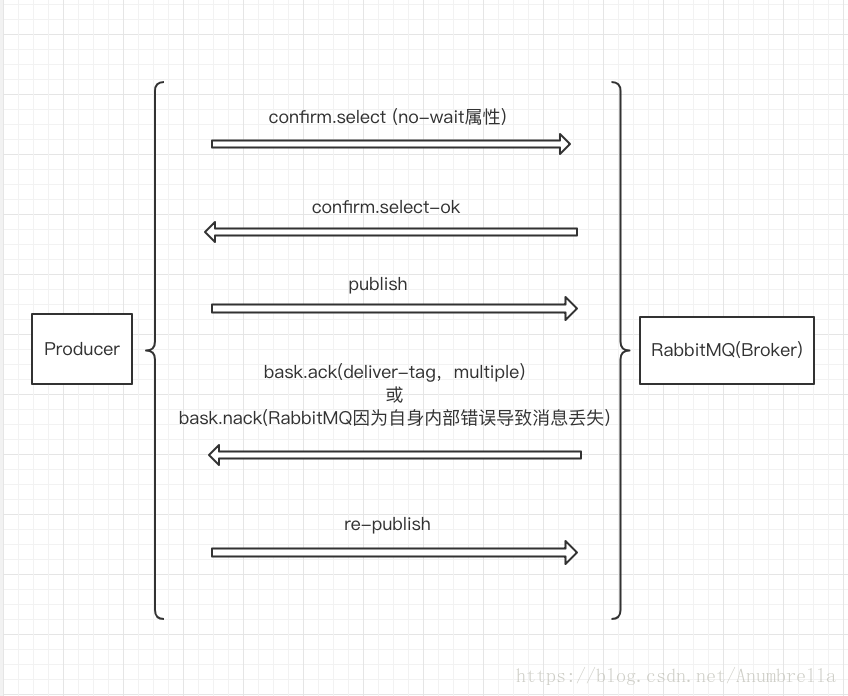 confirm.select (no-wait属性)
confirm.select-ok
publish
Producer
RabbitMQ(Broker)
bask.ack(deliver-tag，multiple)
或
bask.nack(RabbitMQ因为自身内部错误导致消息丢失)
re-publish
https://blog.csdn.net/Anumbrella